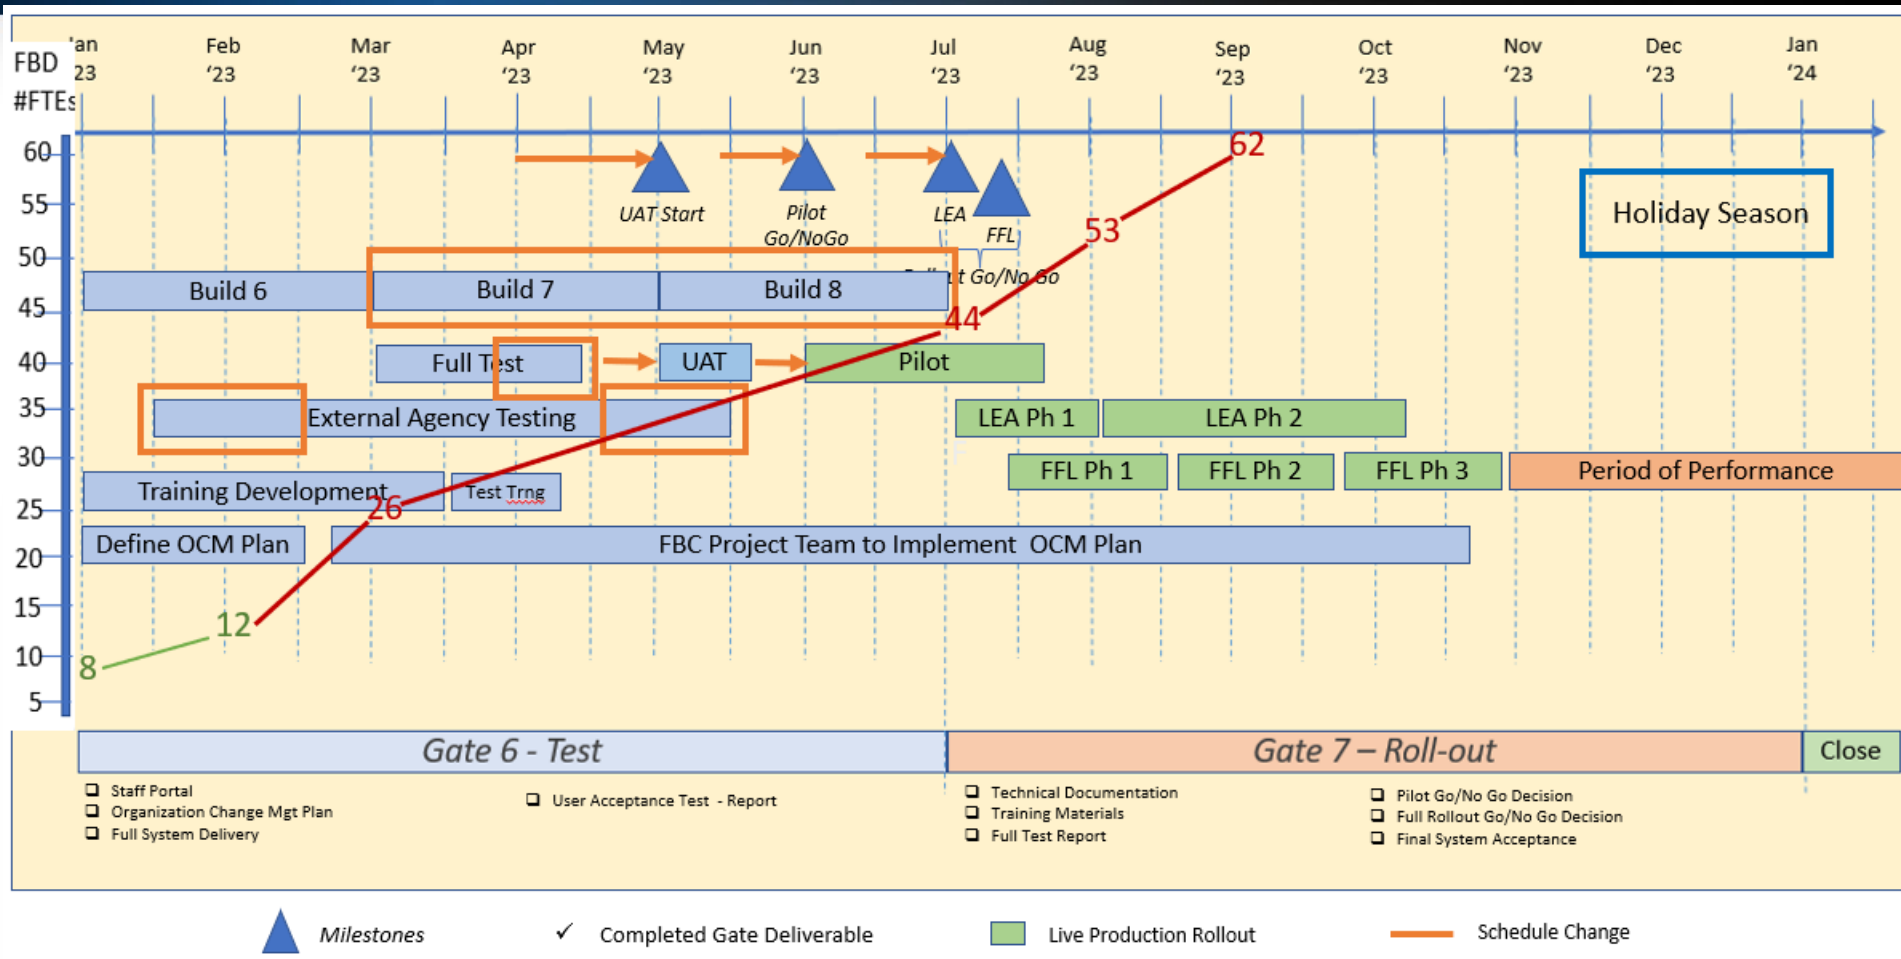 Jan Feb Mar Apr May Jun Jul Aug Sep Oct Nov Dec Jan
FBD '23 '23 '23 '23 '23 '23 '23 '23 '23 '23 '23 '23 '24
#FTEs
60
62
55
UAT Start
Pilot
Go/NoGo
LEA
FFL
53
Holiday Season
50
Go/No Go
Build 6 Build 7 Build 8
45
44
40
Full Test UAT Pilot
35
External Agency Testing LEA Ph 1 LEA Ph 2
30
FFL Ph 1 FFL Ph 2 FFL Ph 3 Period of Performance
Training Development Test Trng
26
25
Define OCM Plan FBC Project Team to Implement OCM Plan
20
15
12
10
8
5
Gate 6 - Test Gate 7 – Roll-out Close
❑ Staff Portal
❑ Organization Change Mgt Plan
❑ Full System Delivery
❑ User Acceptance Test - Report
❑ Technical Documentation
❑ Training Materials
❑ Full Test Report
❑ Pilot Go/No Go Decision
❑ Full Rollout Go/No Go Decision
❑ Final System Acceptance
Milestones ✓ Completed Gate Deliverable Live Production Rollout Schedule Change